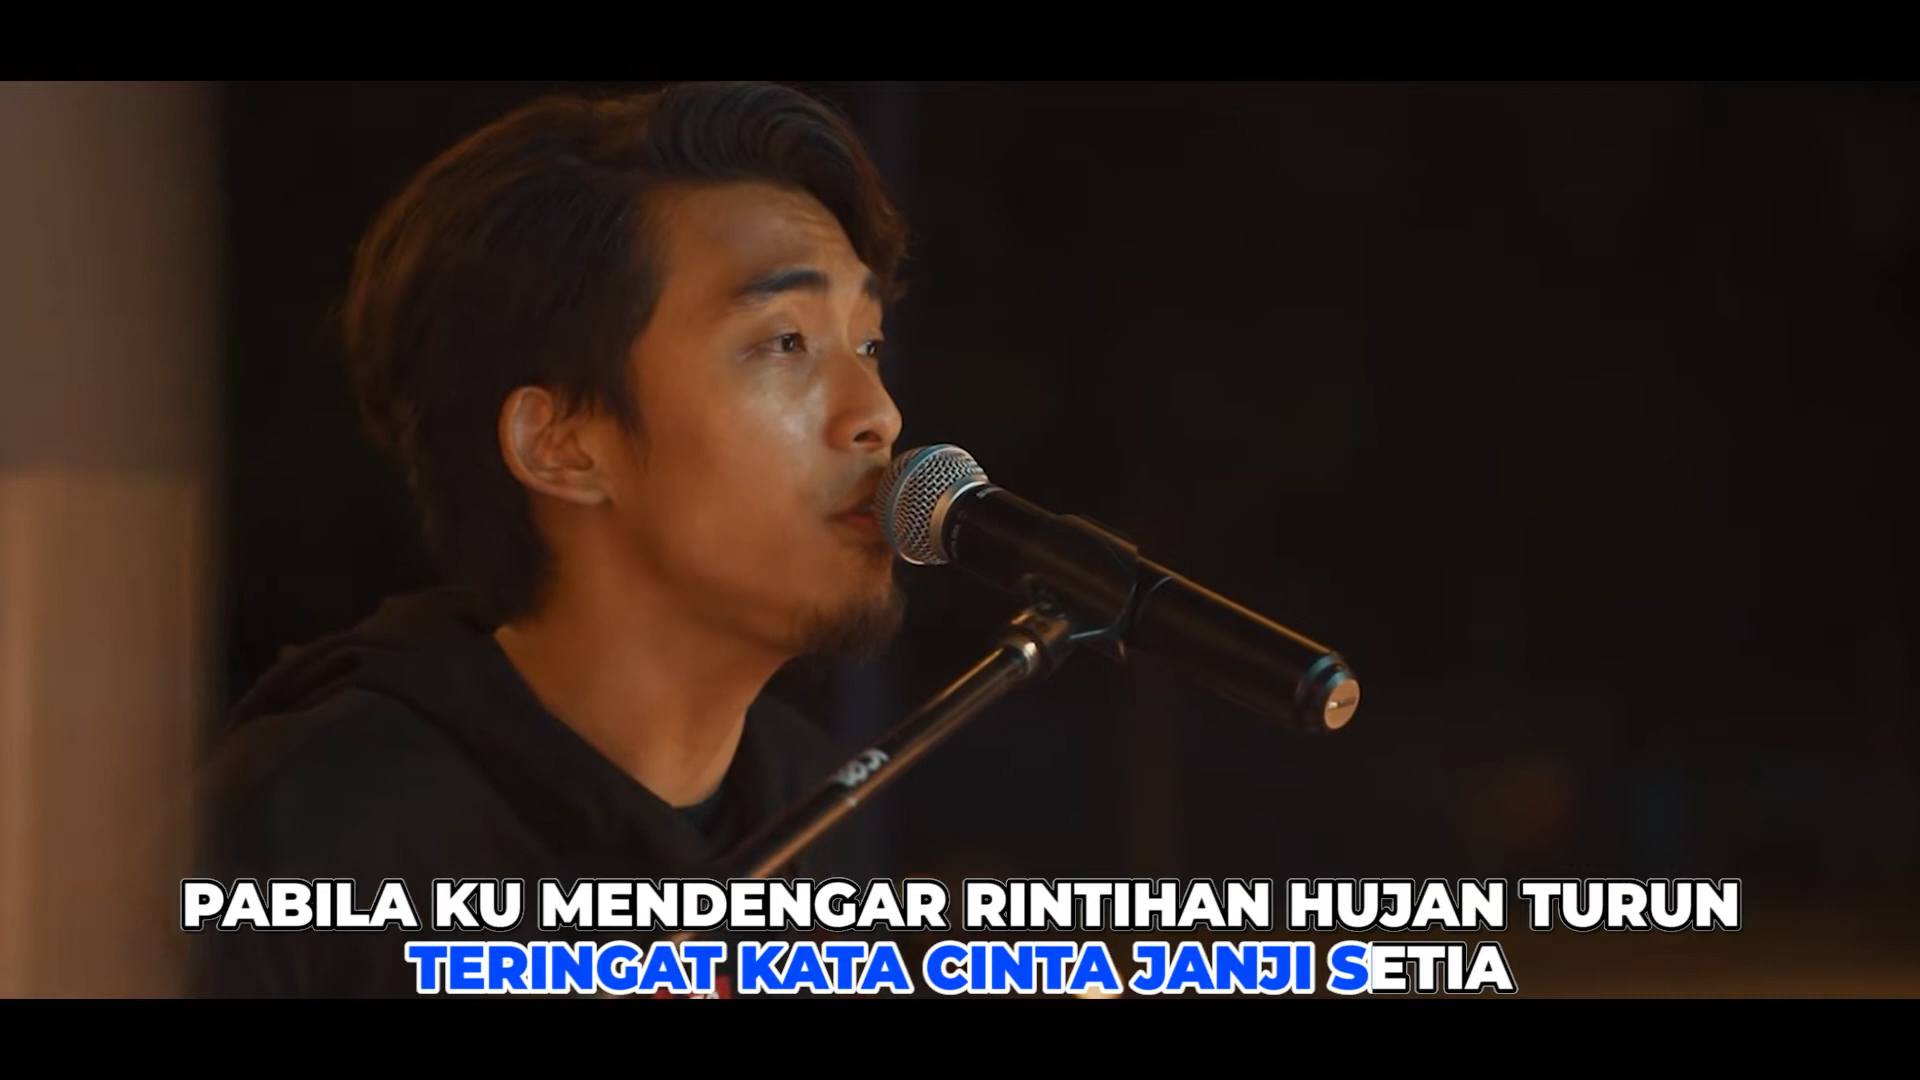 PABILA KU MENDENGAR RINTIHAN HUJAN TURUN
TERINGAT KATA CINTA JANJI SETIA